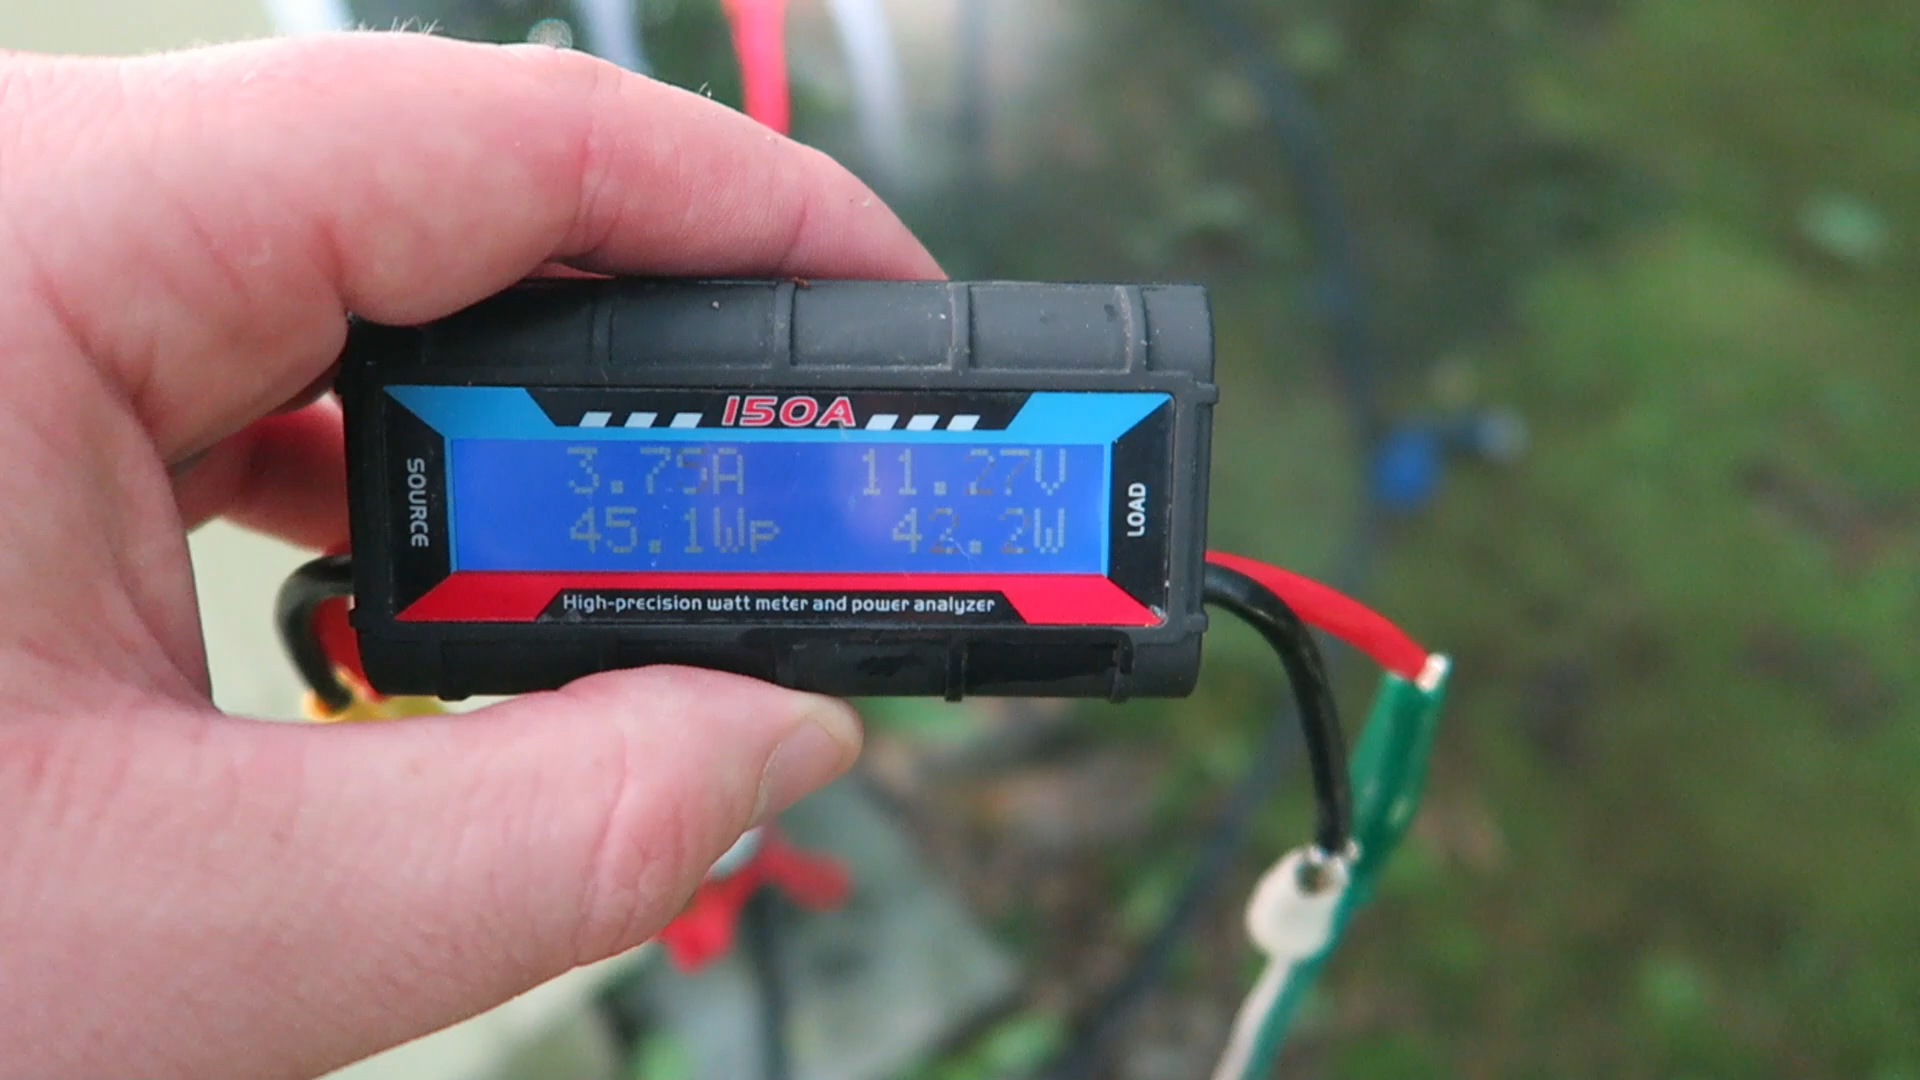 150A
SOURCE
3.75A 11.27V
45.1Wp 42.2W
LOAD
High-precision watt meter and power analyzer